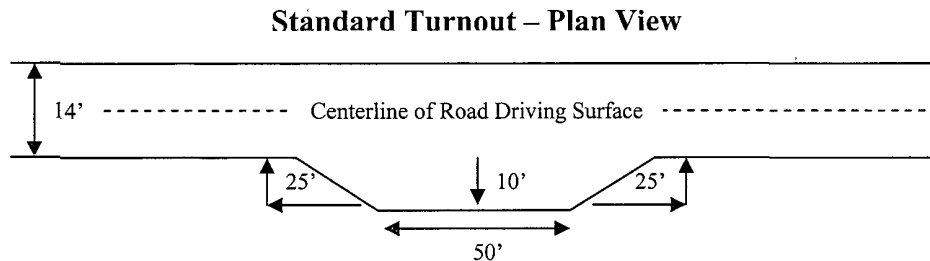 Standard Turnout – Plan View
14’
Centerline of Road Driving Surface
25’
10’
25’
50’